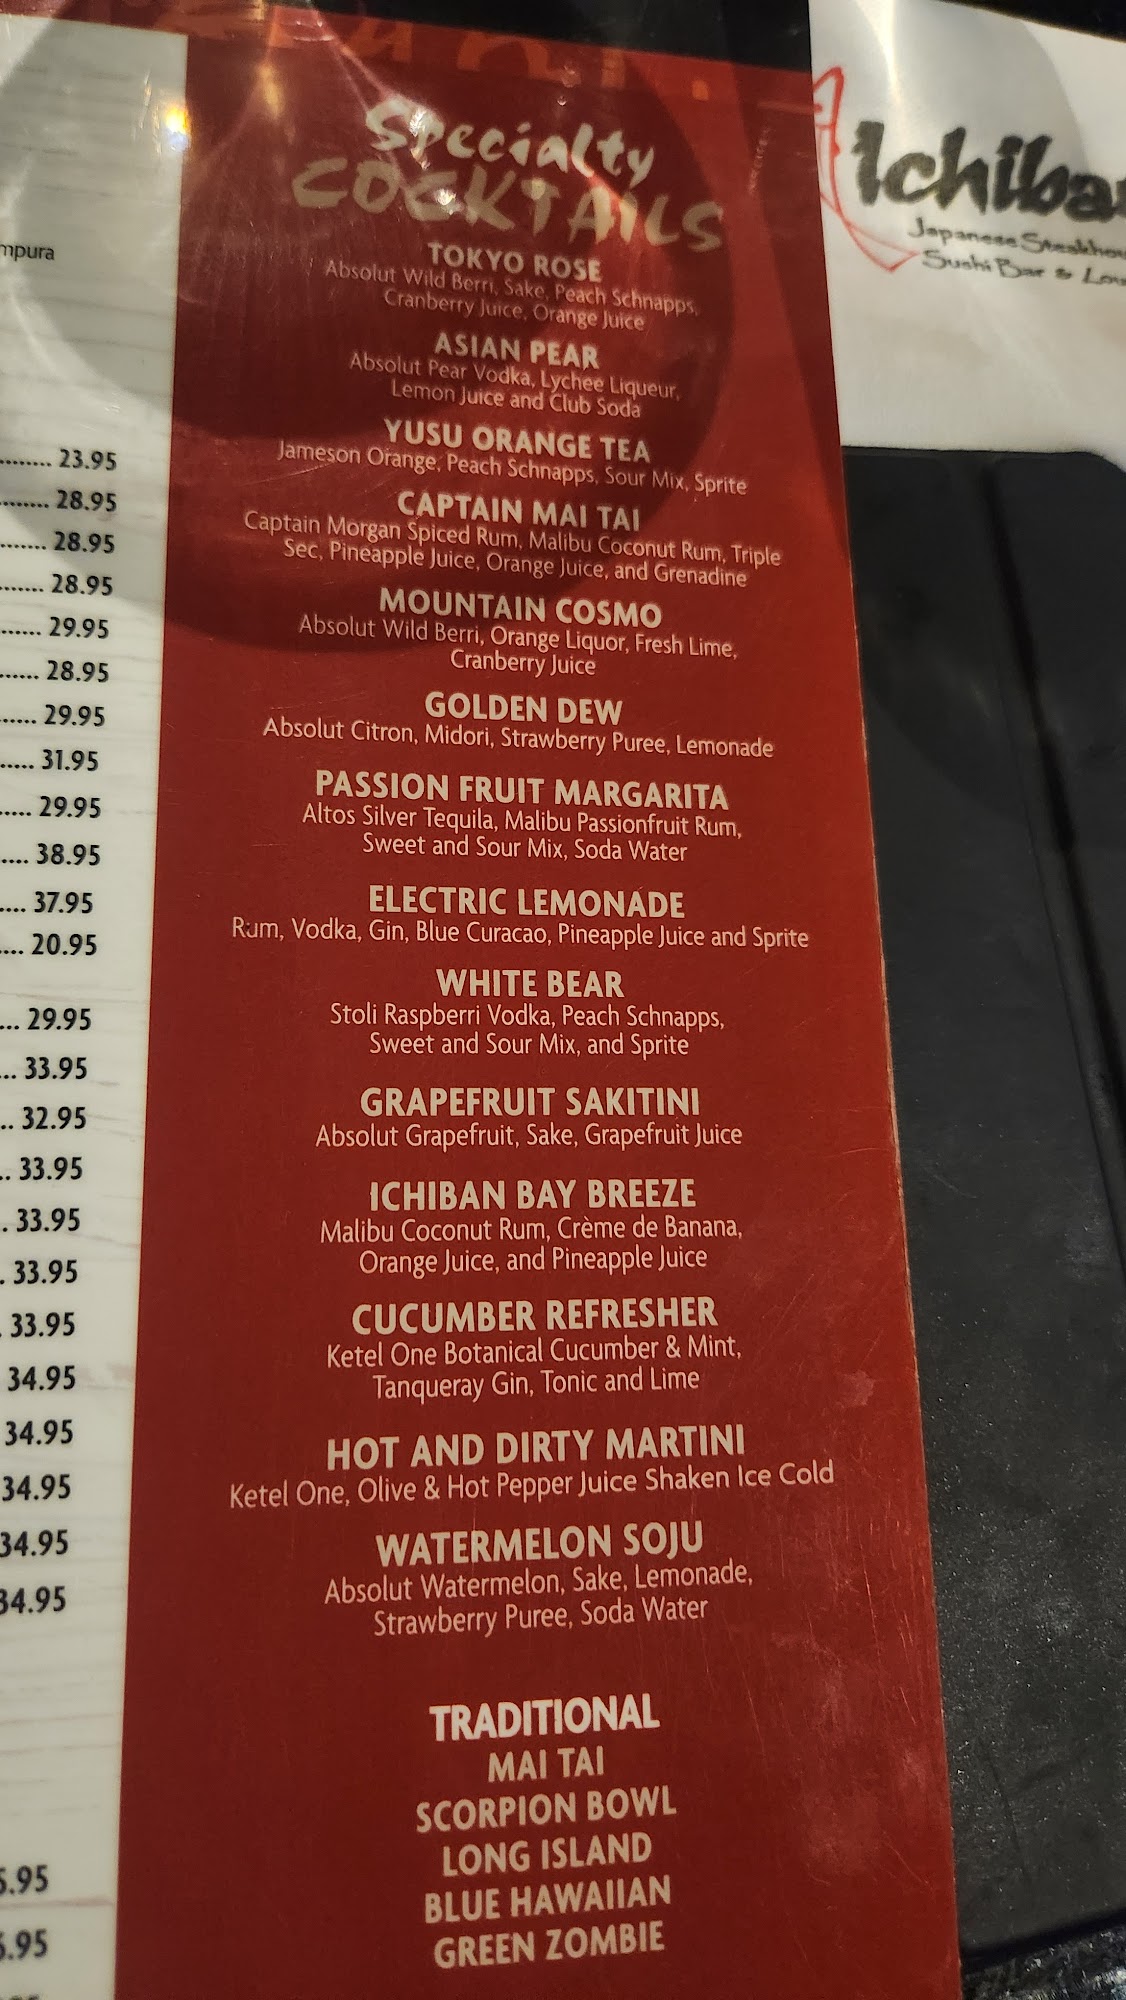 Specialty
COCKTAILS
TOKYO ROSE
Absolut Wild Berri, Sake, Peach Schnapps,
Cranberry Juice, Orange Juice
ASIAN PEAR
Absolut Pear Vodka, Lychee Liqueur,
Lemon Juice and Club Soda
YUSU ORANGE TEA
Jameson Orange, Peach Schnapps, Sour Mix, Sprite
CAPTAIN MAI TAI
Captain Morgan Spiced Rum, Malibu Coconut Rum, Triple
Sec, Pineapple Juice, Orange Juice, and Grenadine
MOUNTAIN COSMO
Absolut Wild Berri, Orange Liquor, Fresh Lime,
Cranberry Juice
GOLDEN DEW
Absolut Citron, Midori, Strawberry Puree, Lemonade
PASSION FRUIT MARGARITA
Altos Silver Tequila, Malibu Passionfruit Rum,
Sweet and Sour Mix, Soda Water
ELECTRIC LEMONADE
Rum, Vodka, Gin, Blue Curacao, Pineapple Juice and Sprite
WHITE BEAR
Stoli Raspberri Vodka, Peach Schnapps,
Sweet and Sour Mix, and Sprite
GRAPEFRUIT SAKITINI
Absolut Grapefruit, Sake, Grapefruit Juice
ICHIBAN BAY BREEZE
Malibu Coconut Rum, Crème de Banana,
Orange Juice, and Pineapple Juice
CUCUMBER REFRESHER
Ketel One Botanical Cucumber & Mint,
Tanqueray Gin, Tonic and Lime
HOT AND DIRTY MARTINI
Ketel One, Olive & Hot Pepper Juice Shaken Ice Cold
WATERMELON SOJU
Absolut Watermelon, Sake, Lemonade,
Strawberry Puree, Soda Water
TRADITIONAL
MAI TAI
SCORPION BOWL
LONG ISLAND
BLUE HAWAIIAN
GREEN ZOMBIE
mpura
23.95
28.95
28.95
28.95
29.95
28.95
29.95
31.95
29.95
38.95
37.95
20.95
29.95
33.95
32.95
33.95
33.95
33.95
33.95
34.95
34.95
34.95
34.95
34.95
5.95
5.95
Ichiba
Japanese Steakhou
Sushi Bar & Lou